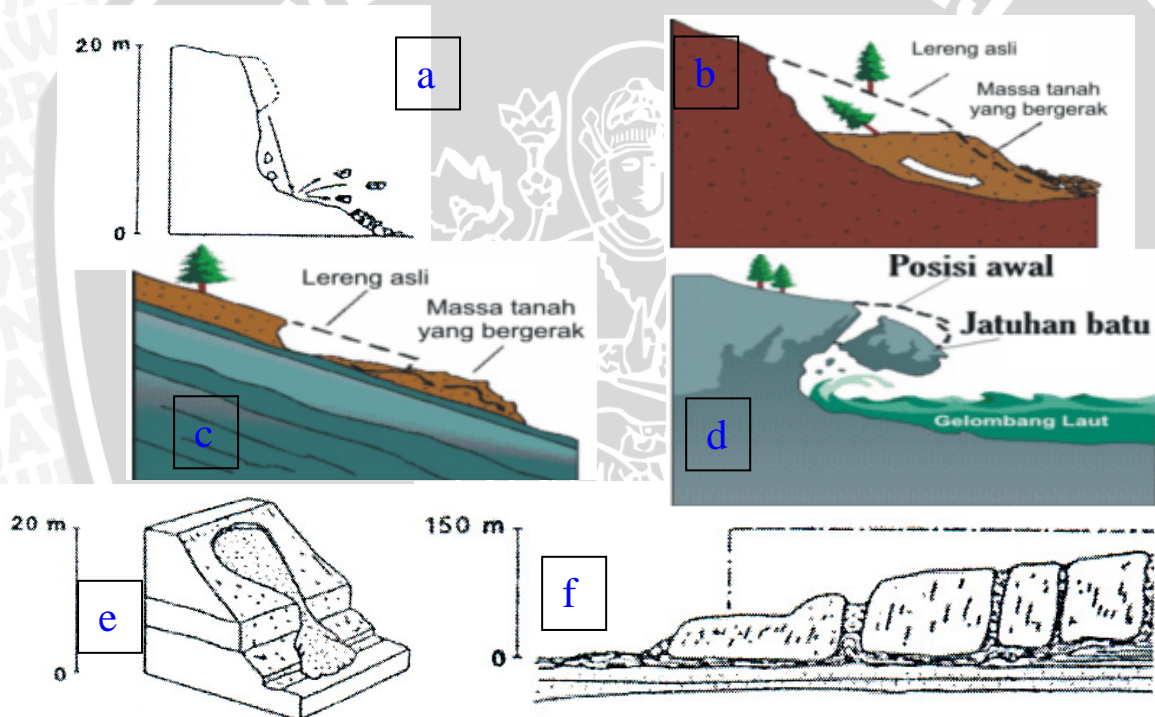 20 m
a
0
b
Lereng asli
Massa tanah
yang bergerak
Lereng asli
Massa tanah
yang bergerak
c
Posisi awal
Jatuhan batu
d
Gelombang Laut
20 m
e
0
150 m
f
0